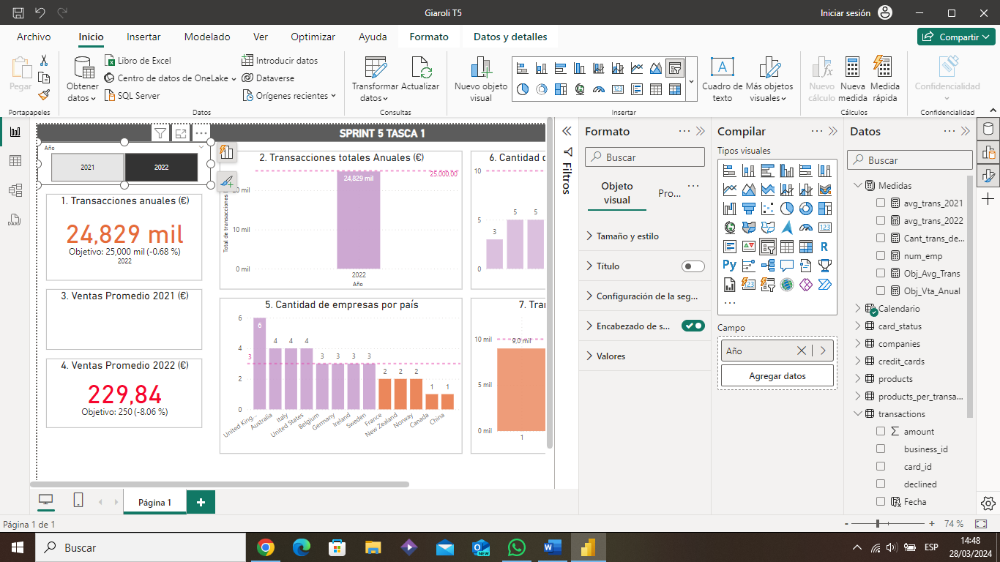 Giaroli T5
Iniciar sesión
Archivo Inicio Insertar Modelado Ver Optimizar Ayuda Formato Datos y detalles
Compartir
Pegar
Portapapeles
Obtener datos
Libro de Excel
Centro de datos de OneLake
SQL Server
Introducir datos
Dataverse
Orígenes recientes
Datos
Transformar datos
Actualizar
Consultas
Nuevo objeto visual
Cuadro de texto
Más objetos visuales
Insertar
Nuevo cálculo
Nueva medida
Medida rápida
Cálculos
Confidencialidad
Confidencialidad
SPRINT 5 TASCA 1
Año
2021 2022
1. Transacciones anuales (€)
24,829 mil
Objetivo: 25,000 mil (-0.68 %)
2022
3. Ventas Promedio 2021 (€)
4. Ventas Promedio 2022 (€)
229,84
Objetivo: 250 (-8.06 %)
2. Transacciones totales Anuales (€)
25.000,00
24,829 mil
10 mil
0 mil
2022
Año
5. Cantidad de empresas por país
6
4
2
0
3
6 4 4 4 3 3 3 3 2 2 2 1 1
United King...
Australia
Italy
United States
Belgium
Germany
Ireland
Sweden
France
New Zealand
Norway
Canada
China
6. Cantidad d
10
5
0
3 5 5
7. Tran
10 mil
9,0 mil
5 mil
0 mil
1
Filtros
Formato
Buscar
Objeto visual
Pro...
Tamaño y estilo
Título
Configuración de la seg...
Encabezado de s...
Valores
Compilar
Tipos visuales
Campo
Año
Agregar datos
Datos
Buscar
Medidas
avg_trans_2021
avg_trans_2022
Cant_trans_de...
num_emp
Obj_Avg_Trans
Obj_Vta_Anual
Calendario
card_status
companies
credit_cards
products
products_per_transa...
transactions
amount
business_id
card_id
declined
Fecha
Página 1
Página 1 de 1
74 %
Buscar
ESP
14:48
28/03/2024